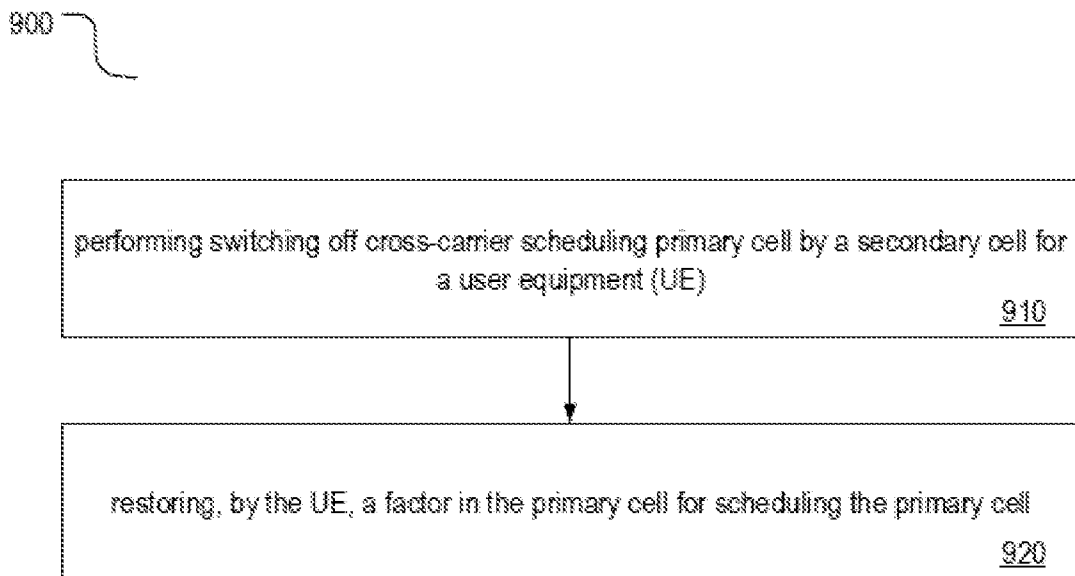 900
performing switching off cross-carrier scheduling primary cell by a secondary cell for
a user equipment (UE)
910
restoring, by the UE, a factor in the primary cell for scheduling the primary cell
920